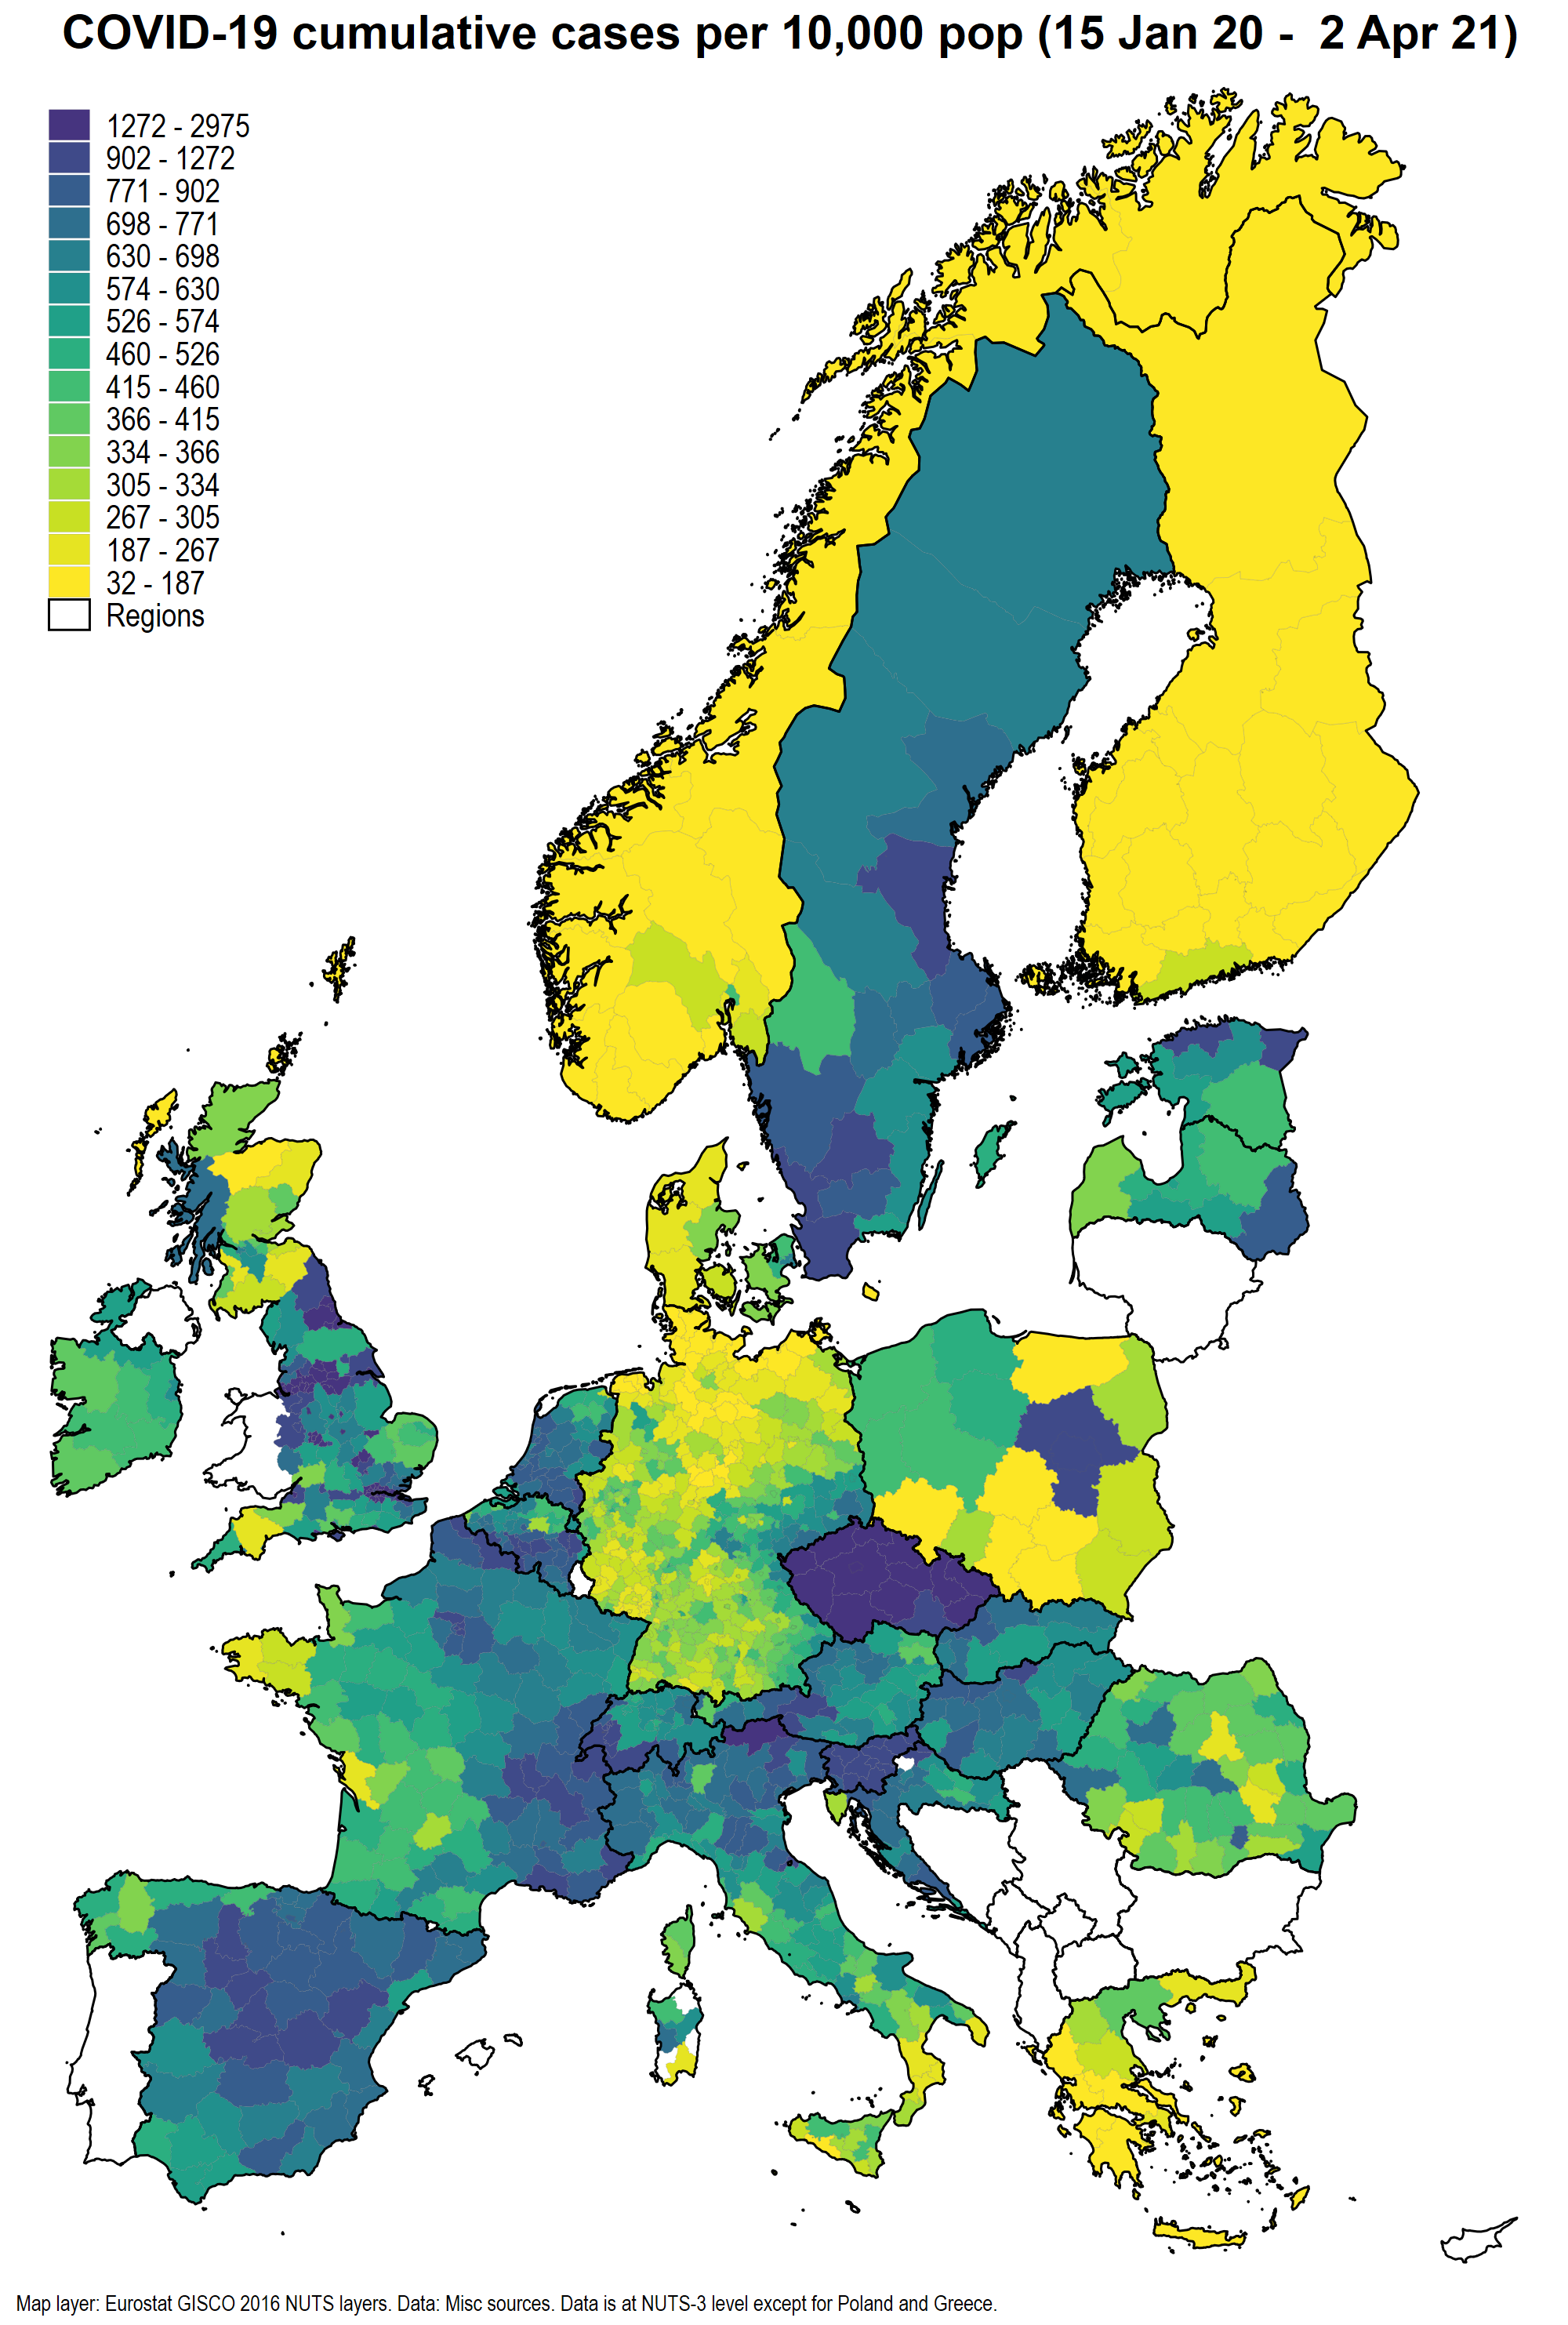 COVID-19 cumulative cases per 10,000 pop (15 Jan 20 -  2 Apr 21)
1272 - 2975
902 - 1272
771 - 902
698 - 771
630 - 698
574 - 630
526 - 574
460 - 526
415 - 460
366 - 415
334 - 366
305 - 334
267 - 305
187 - 267
32 - 187
Regions
Map layer: Eurostat GISCO 2016 NUTS layers. Data: Misc sources. Data is at NUTS-3 level except for Poland and Greece.